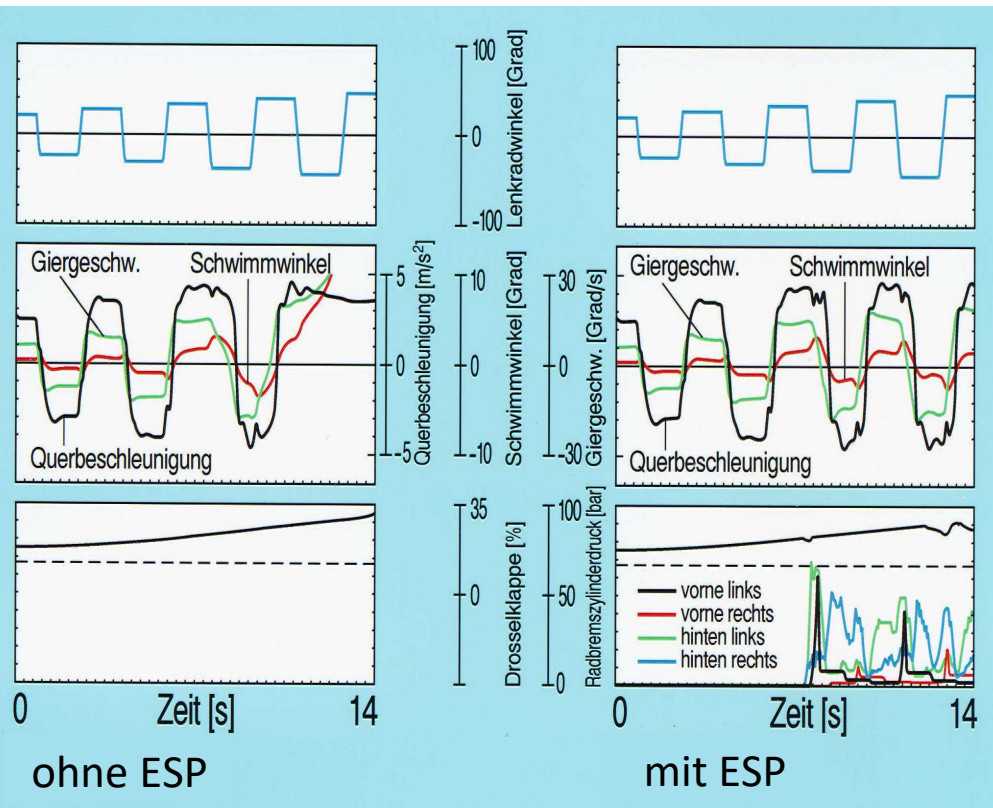 100
0
-100
Lenkradwinkel [Grad]
Giergeschw.
Schwimmwinkel
Querbeschleunigung
5
0
-5
Querbeschleunigung [m/s²]
10
0
-10
Schwimmwinkel [Grad]
30
0
-30
Giergeschw. [Grad/s]
Giergeschw.
Schwimmwinkel
Querbeschleunigung
35
0
Drosselklappe [%]
100
50
0
Radbremszylinderdruck [bar]
vorne links
vorne rechts
hinten links
hinten rechts
0 Zeit [s] 14
0 Zeit [s] 14
ohne ESP
mit ESP